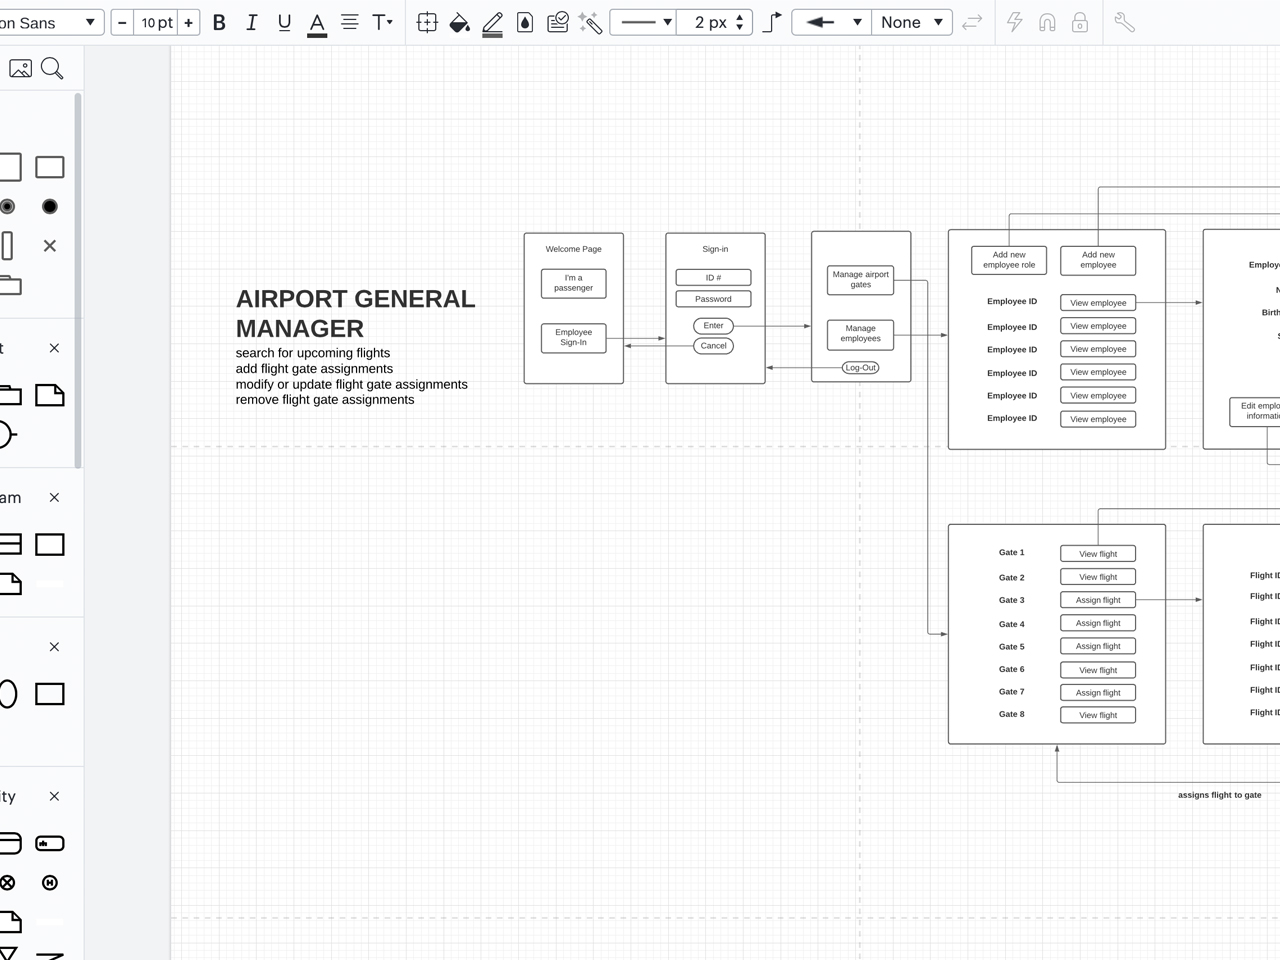 on Sans
10 pt
B
I
U
A
T
2 px
None
t
am
ity
AIRPORT GENERAL
MANAGER
search for upcoming flights
add flight gate assignments
modify or update flight gate assignments
remove flight gate assignments
Welcome Page
I'm a
passenger
Employee
Sign-In
Sign-in
ID #
Password
Enter
Cancel
Manage airport
gates
Manage
employees
Log-Out
Add new
employee role
Add new
employee
Employee ID
View employee
Employee ID
View employee
Employee ID
View employee
Employee ID
View employee
Employee ID
View employee
Employee ID
View employee
Employe
N
Birth
S
Edit emplo
informatio
Gate 1
View flight
Gate 2
View flight
Gate 3
Assign flight
Gate 4
Assign flight
Gate 5
Assign flight
Gate 6
View flight
Gate 7
Assign flight
Gate 8
View flight
Flight ID
Flight ID
Flight ID
Flight ID
Flight ID
Flight ID
Flight ID
assigns flight to gate